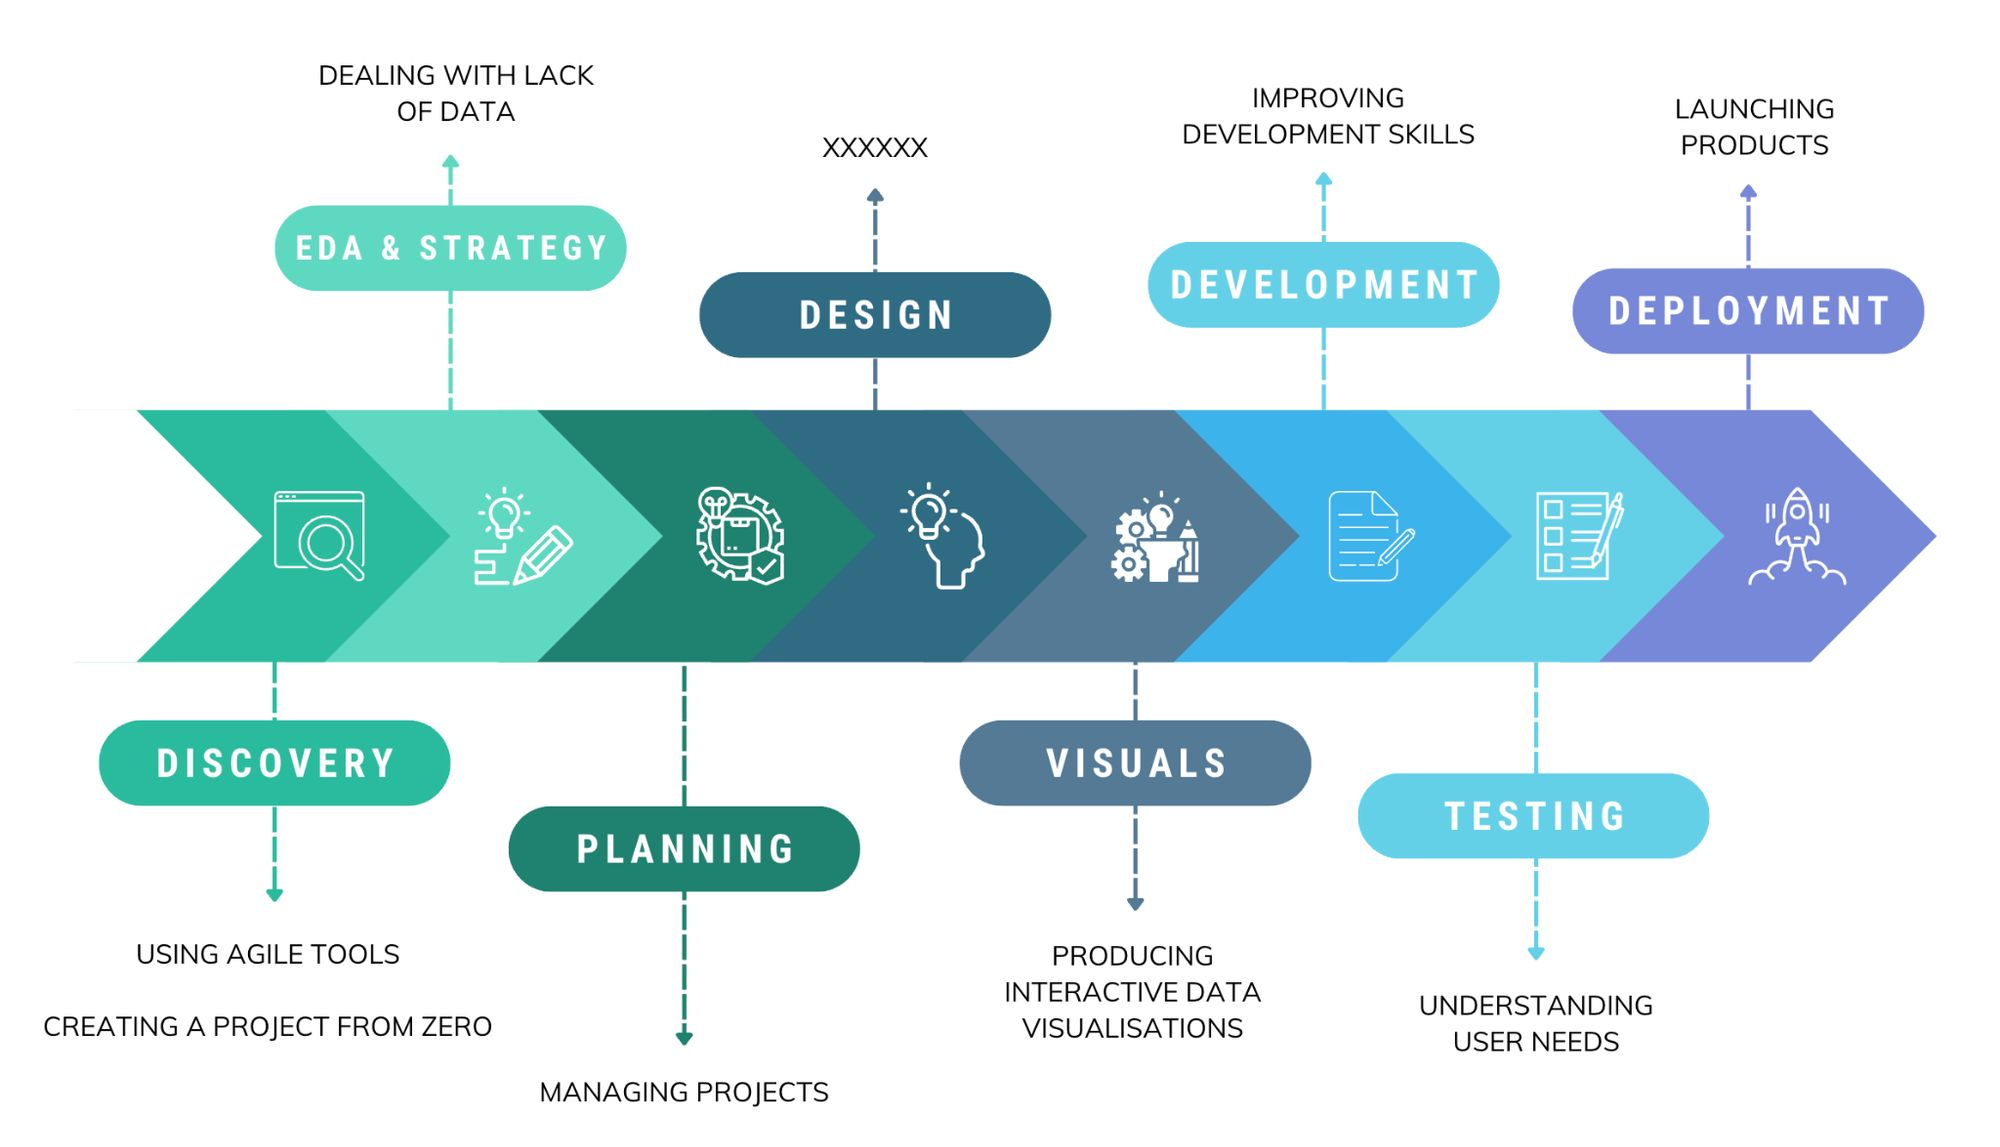 DEALING WITH LACK
OF DATA
EDA & STRATEGY
XXXXXX
DESIGN
IMPROVING
DEVELOPMENT SKILLS
DEVELOPMENT
LAUNCHING
PRODUCTS
DEPLOYMENT
DISCOVERY
USING AGILE TOOLS
CREATING A PROJECT FROM ZERO
PLANNING
MANAGING PROJECTS
VISUALS
PRODUCING
INTERACTIVE DATA
VISUALISATIONS
TESTING
UNDERSTANDING
USER NEEDS